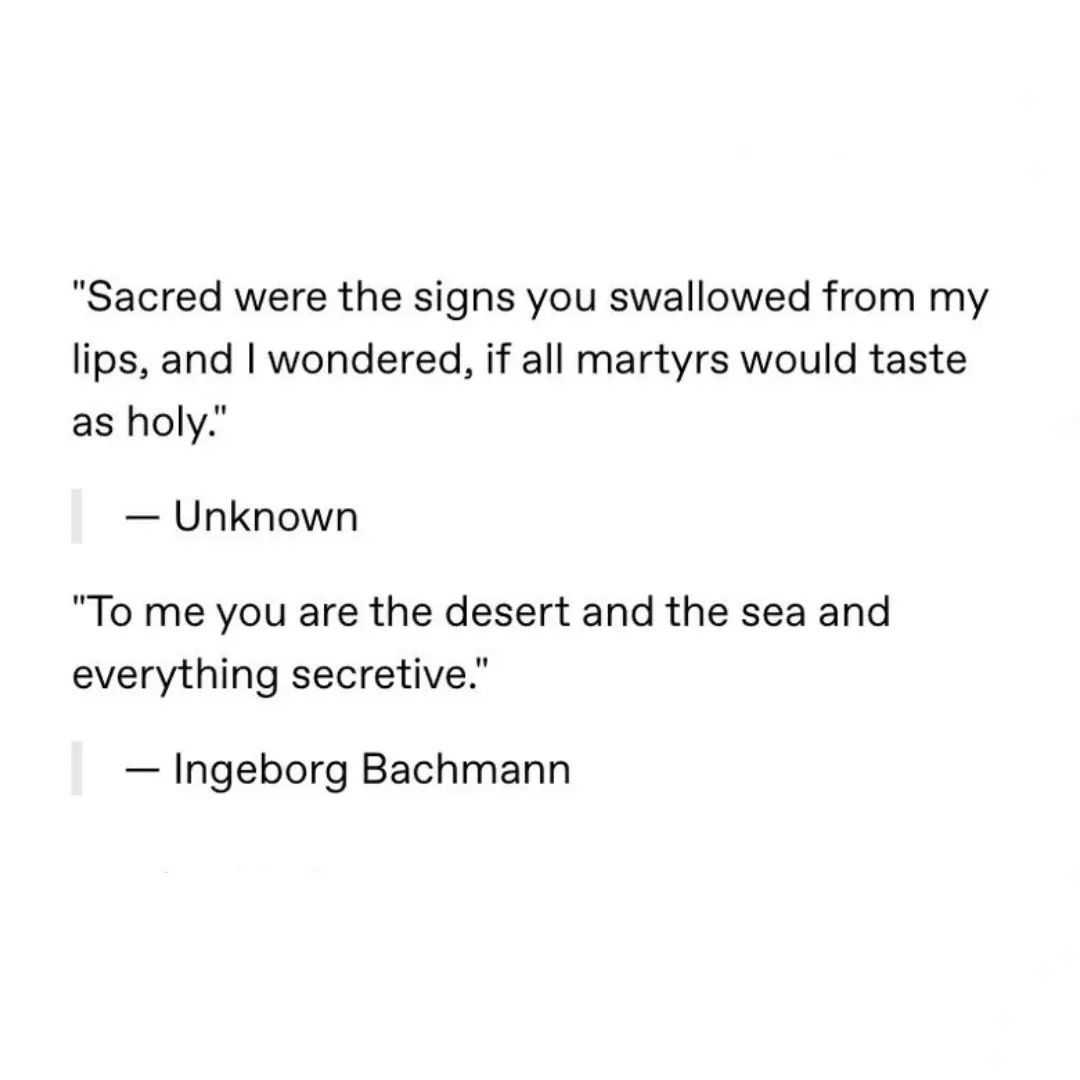 "Sacred were the signs you swallowed from my
lips, and I wondered, if all martyrs would taste
as holy."
— Unknown
"To me you are the desert and the sea and
everything secretive."
— Ingeborg Bachmann